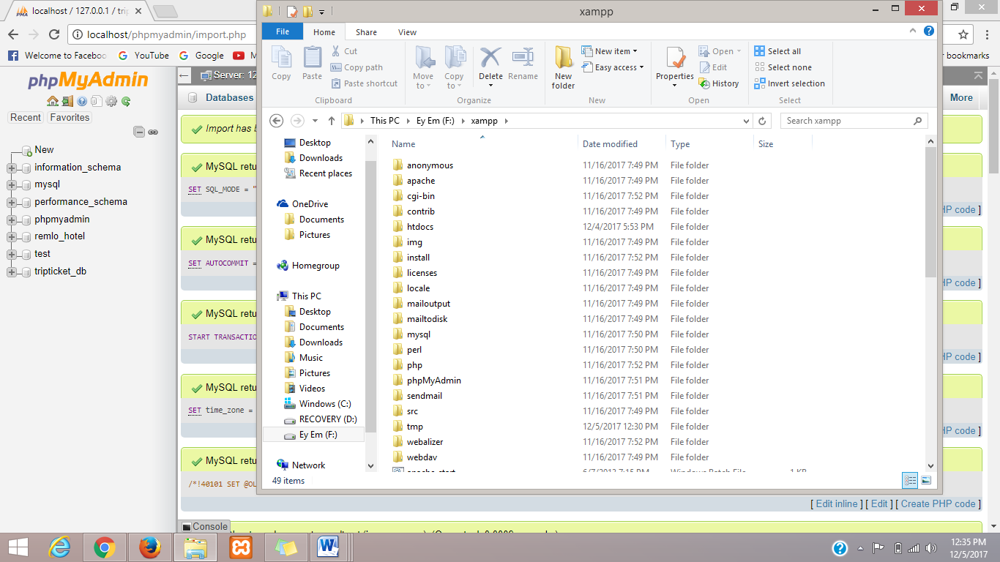 localhost / 127.0.0.1 / trip
xampp
localhost/phpmyadmin/import.php
File Home Share View
Welcome to Faceboo YouTube Google M
r bookmarks
Copy Paste Cut Copy path Paste shortcut
Move to Copy to Delete Rename
New folder New item Easy access
Properties Open Edit History
Select all Select none Invert selection
Clipboard Organize New Open Select
phpMyAdmin
Recent Favorites
New
information_schema
mysql
performance_schema
phpmyadmin
remlo_hotel
test
tripticket_db
Server: 12
Databases
More
Import has b
MySQL retu
SET SQL_MODE = "
HP code ]
MySQL retu
SET AUTOCOMMIT =
HP code ]
MySQL retu
START TRANSACTIO
HP code ]
MySQL retu
SET time_zone =
HP code ]
MySQL retu
/*!40101 SET @OL
[ Edit inline ] [ Edit ] [ Create PHP code ]
Console
This PC Ey Em (F:) xampp
Search xampp
Desktop
Downloads
Recent places
OneDrive
Documents
Pictures
Homegroup
This PC
Desktop
Documents
Downloads
Music
Pictures
Videos
Windows (C:)
RECOVERY (D:)
Ey Em (F:)
Network
Name Date modified Type Size
anonymous 11/16/2017 7:49 PM File folder
apache 11/16/2017 7:49 PM File folder
cgi-bin 11/16/2017 7:52 PM File folder
contrib 11/16/2017 7:49 PM File folder
htdocs 12/4/2017 5:53 PM File folder
img 11/16/2017 7:49 PM File folder
install 11/16/2017 7:52 PM File folder
licenses 11/16/2017 7:49 PM File folder
locale 11/16/2017 7:49 PM File folder
mailoutput 11/16/2017 7:49 PM File folder
mailtodisk 11/16/2017 7:49 PM File folder
mysql 11/16/2017 7:50 PM File folder
perl 11/16/2017 7:50 PM File folder
php 11/16/2017 7:52 PM File folder
phpMyAdmin 11/16/2017 7:51 PM File folder
sendmail 11/16/2017 7:51 PM File folder
src 11/16/2017 7:49 PM File folder
tmp 12/5/2017 12:30 PM File folder
webalizer 11/16/2017 7:52 PM File folder
webdav 11/16/2017 7:49 PM File folder
apache_start 6/7/2013 7:15 PM Windows Batch File 1 KB
49 items
12:35 PM
12/5/2017